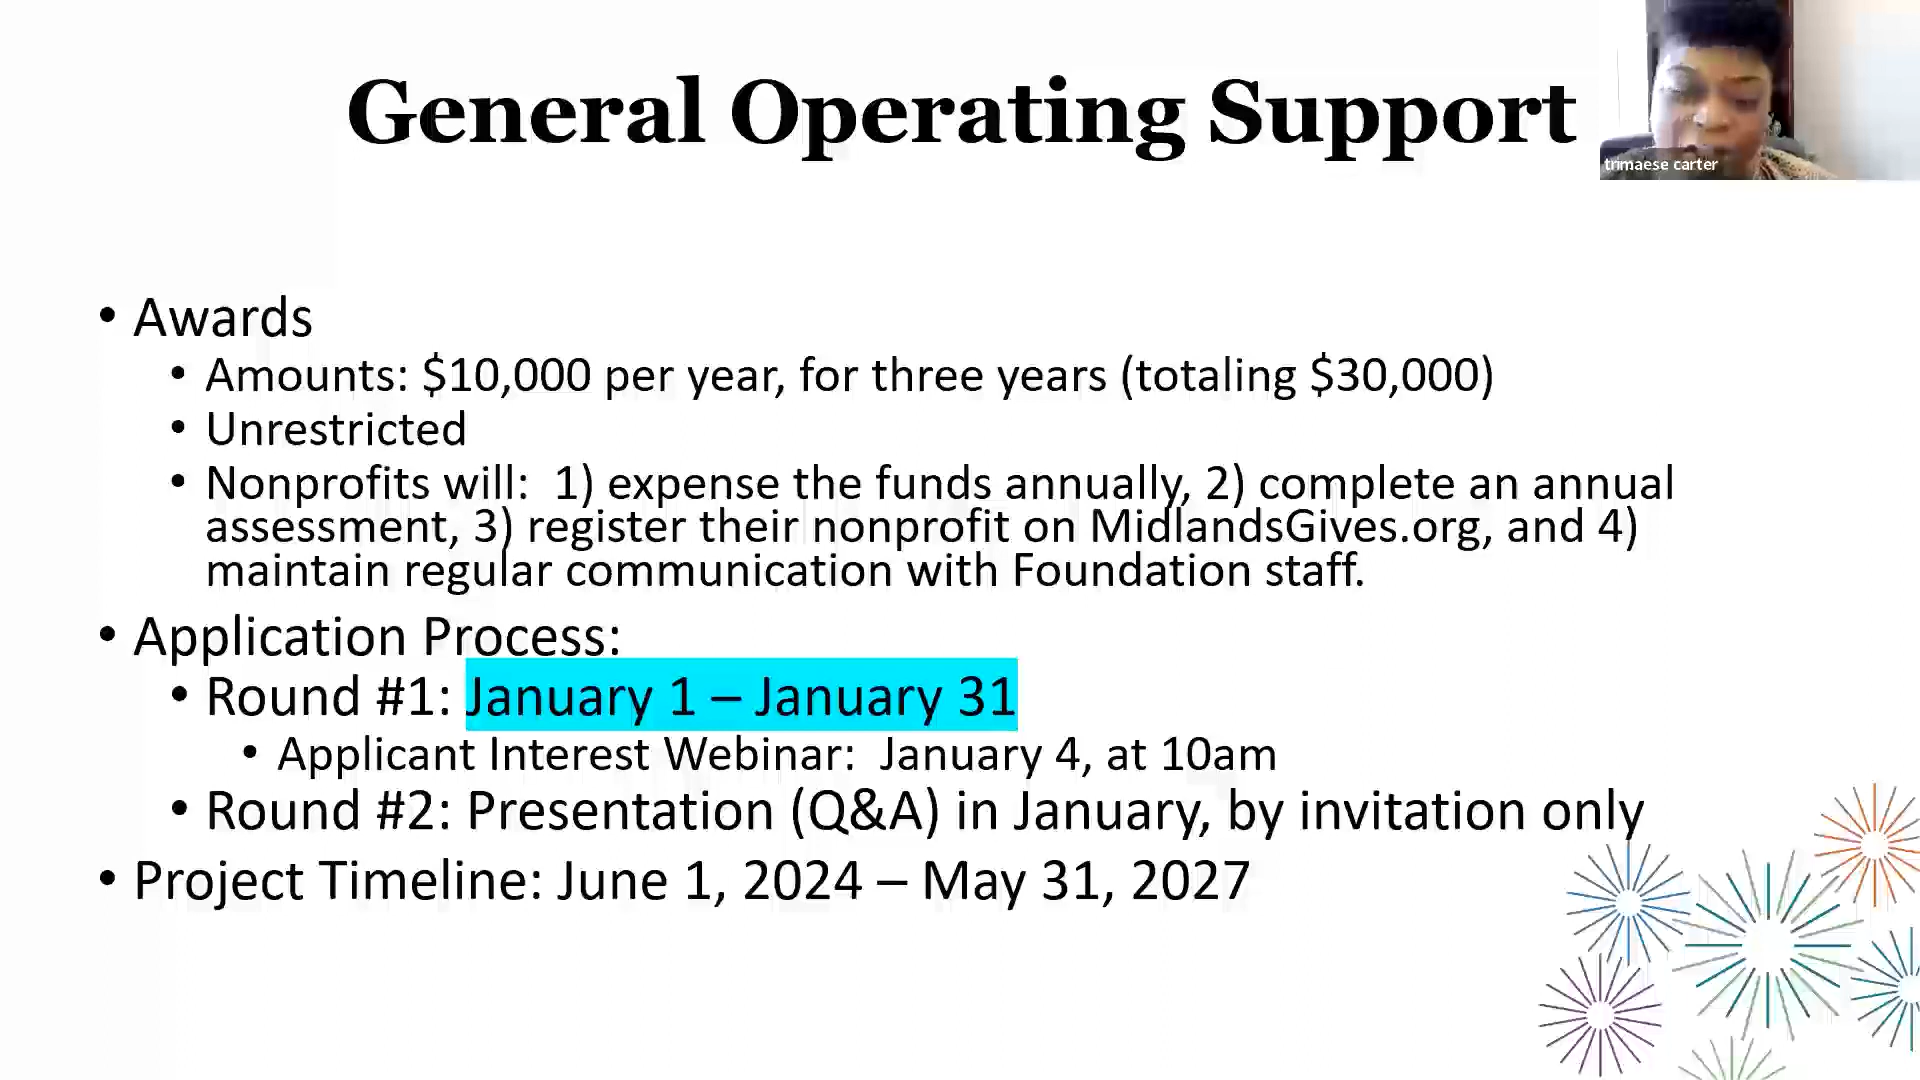 General Operating Support
trimaese carter
• Awards
• Amounts: $10,000 per year, for three years (totaling $30,000)
• Unrestricted
• Nonprofits will:  1) expense the funds annually, 2) complete an annual
assessment, 3) register their nonprofit on MidlandsGives.org, and 4)
maintain regular communication with Foundation staff.
• Application Process:
• Round #1: January 1 – January 31
• Applicant Interest Webinar:  January 4, at 10am
• Round #2: Presentation (Q&A) in January, by invitation only
• Project Timeline: June 1, 2024 – May 31, 2027